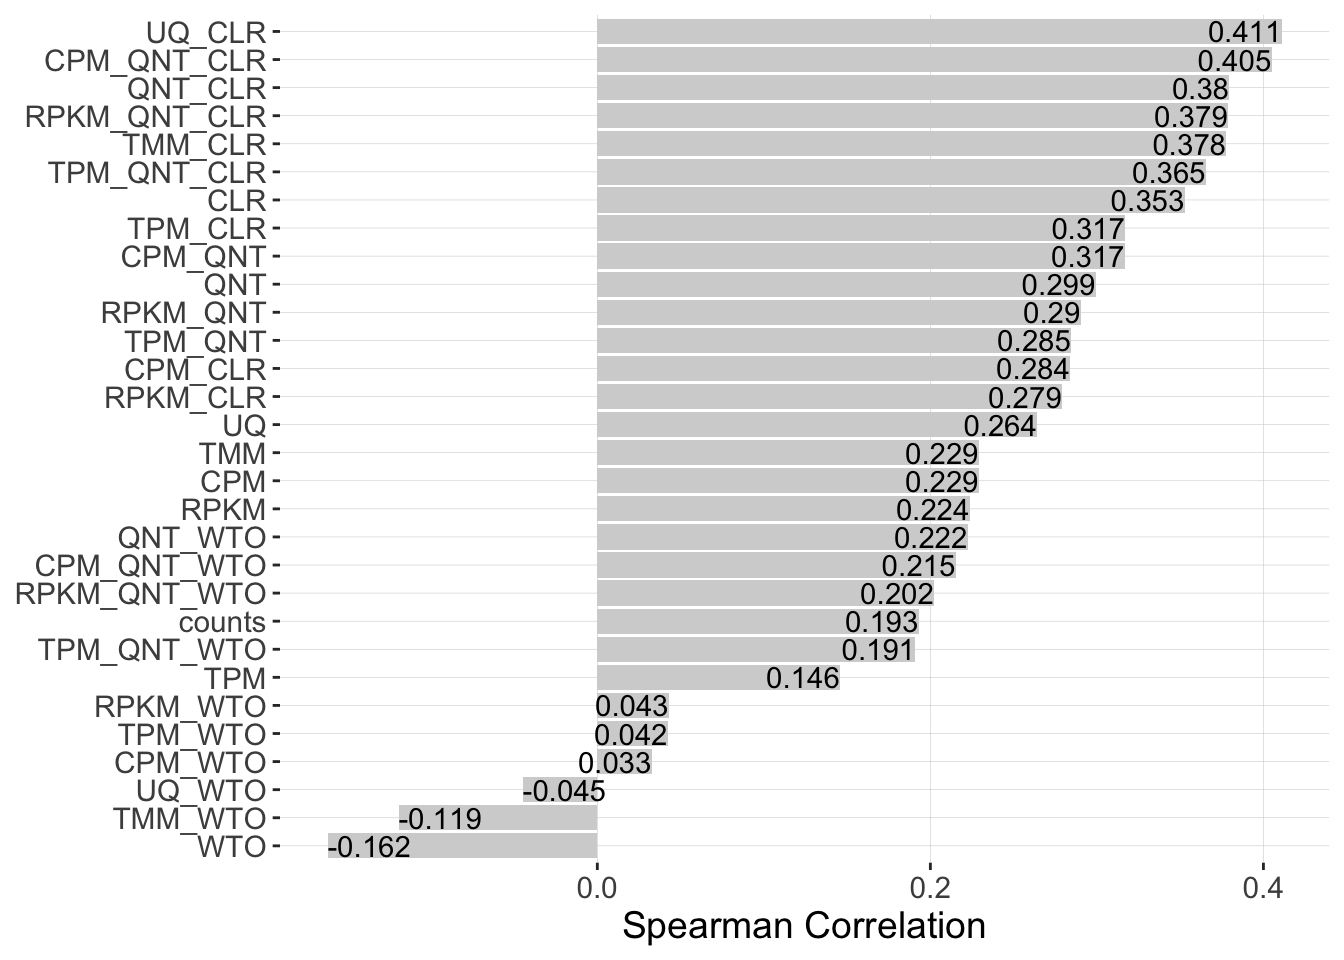 UQ_CLR 0.411
CPM_QNT_CLR 0.405
QNT_CLR 0.38
RPKM_QNT_CLR 0.379
TMM_CLR 0.378
TPM_QNT_CLR 0.365
CLR 0.353
TPM_CLR 0.317
CPM_QNT 0.317
QNT 0.299
RPKM_QNT 0.29
TPM_QNT 0.285
CPM_CLR 0.284
RPKM_CLR 0.279
UQ 0.264
TMM 0.229
CPM 0.229
RPKM 0.224
QNT_WTO 0.222
CPM_QNT_WTO 0.215
RPKM_QNT_WTO 0.202
counts 0.193
TPM_QNT_WTO 0.191
TPM 0.146
RPKM_WTO 0.043
TPM_WTO 0.042
CPM_WTO 0.033
UQ_WTO -0.045
TMM_WTO -0.119
WTO -0.162
0.0 0.2 0.4
Spearman Correlation